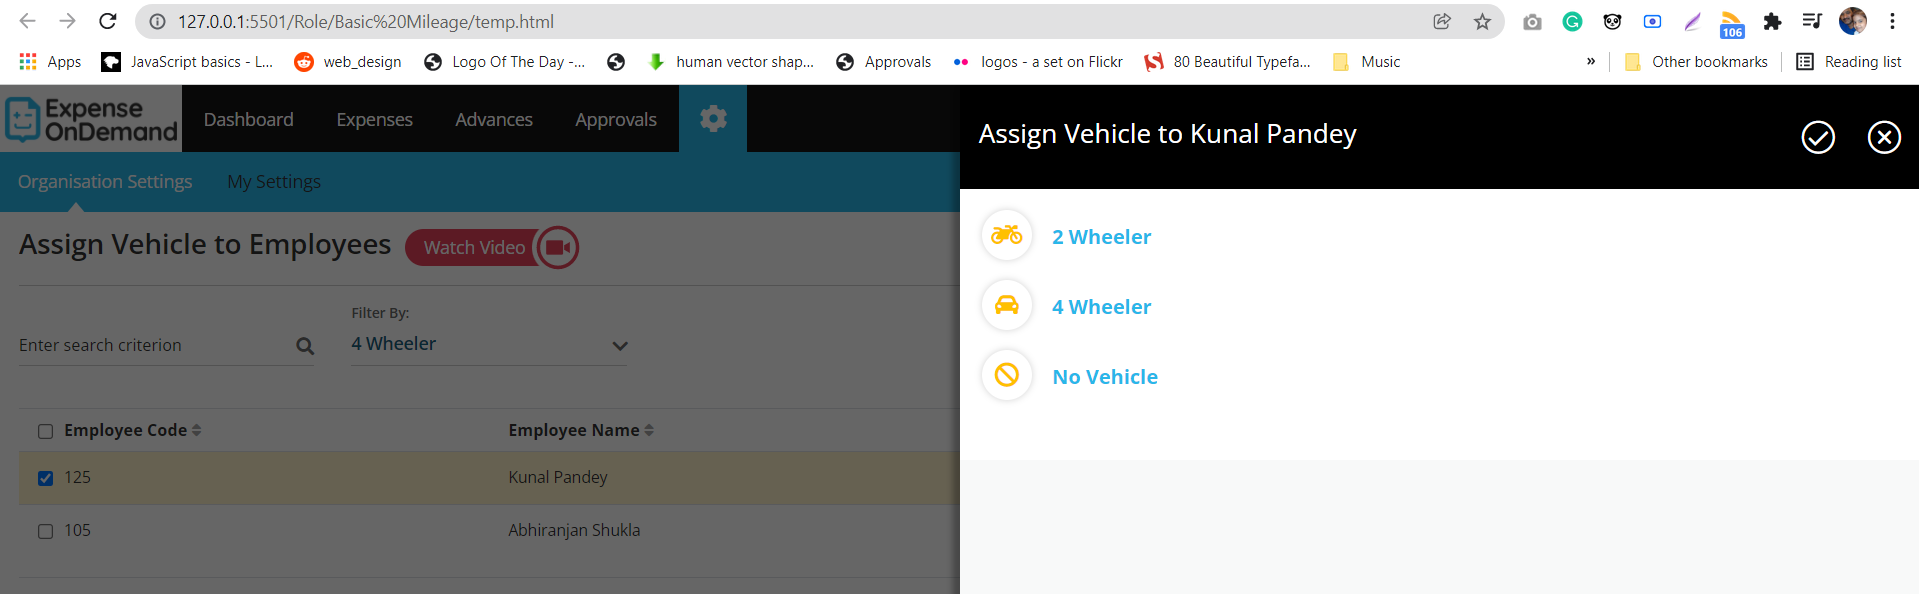 127.0.0.1:5501/Role/Basic%20Mileage/temp.html
106
Apps
JavaScript basics - L...
web_design
Logo Of The Day -...
human vector shap...
Approvals
logos - a set on Flickr
80 Beautiful Typefa...
Music
»
Other bookmarks
Reading list
Expense
OnDemand
Dashboard
Expenses
Advances
Approvals
Organisation Settings
My Settings
Assign Vehicle to Employees
Watch Video
Filter By:
Enter search criterion
4 Wheeler
Employee Code
Employee Name
125
Kunal Pandey
105
Abhiranjan Shukla
Assign Vehicle to Kunal Pandey
2 Wheeler
4 Wheeler
No Vehicle